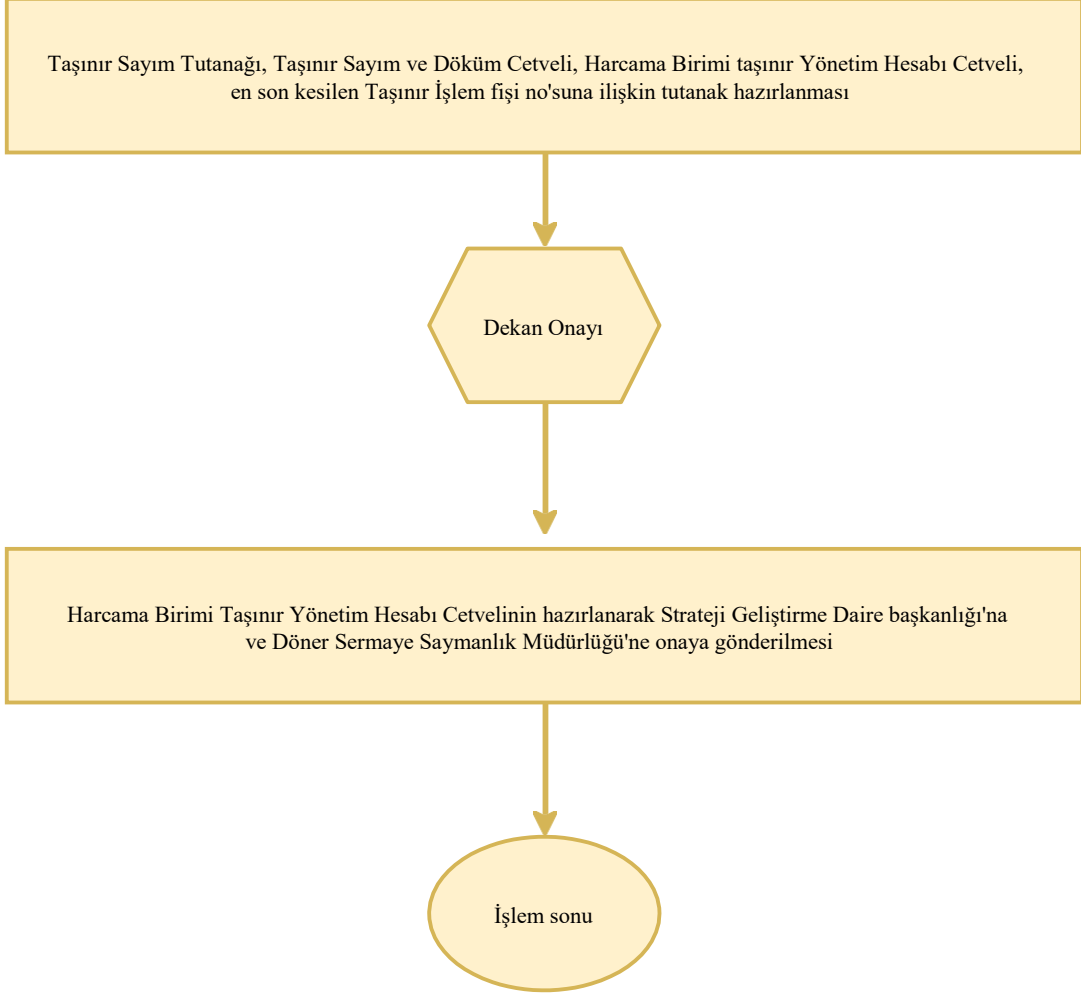 Taşınır Sayım Tutanağı, Taşınır Sayım ve Döküm Cetveli, Harcama Birimi taşınır Yönetim Hesabı Cetveli,
en son kesilen Taşınır İşlem fişi no'suna ilişkin tutanak hazırlanması
Dekan Onayı
Harcama Birimi Taşınır Yönetim Hesabı Cetvelinin hazırlanarak Strateji Geliştirme Daire başkanlığı'na
ve Döner Sermaye Saymanlık Müdürlüğü'ne onaya gönderilmesi
İşlem sonu